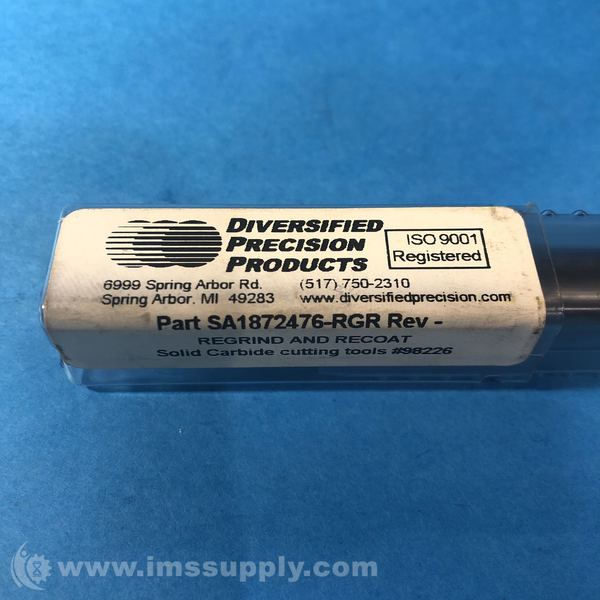 DIVERSIFIED
PRECISION
PRODUCTS
ISO 9001
Registered
6999 Spring Arbor Rd. (517) 750-2310
Spring Arbor. MI 49283 www.diversifiedprecision.com
Part SA1872476-RGR Rev -
REGRIND AND RECOAT
Solid Carbide cutting tools #98226
www.imssupply.com